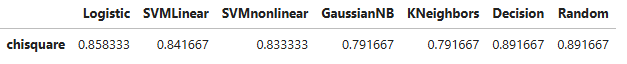 Logistic SVMLinear SVMnonlinear GaussianNB KNeighbors Decision Random
chisquare 0.858333 0.841667 0.833333 0.791667 0.791667 0.891667 0.891667